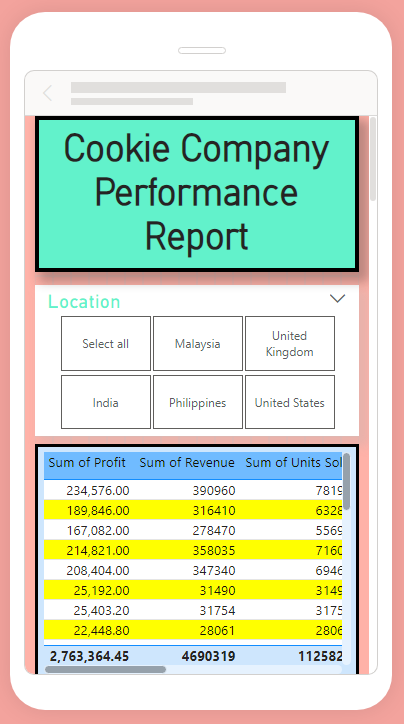 Cookie Company
Performance
Report
Location
Select all Malaysia United Kingdom
India Philippines United States
Sum of Profit Sum of Revenue Sum of Units Sol
234,576.00 390960 7819
189,846.00 316410 6328
167,082.00 278470 5569
214,821.00 358035 7160
208,404.00 347340 6946
25,192.00 31490 3149
25,403.20 31754 3175
22,448.80 28061 2806
2,763,364.45 4690319 112582